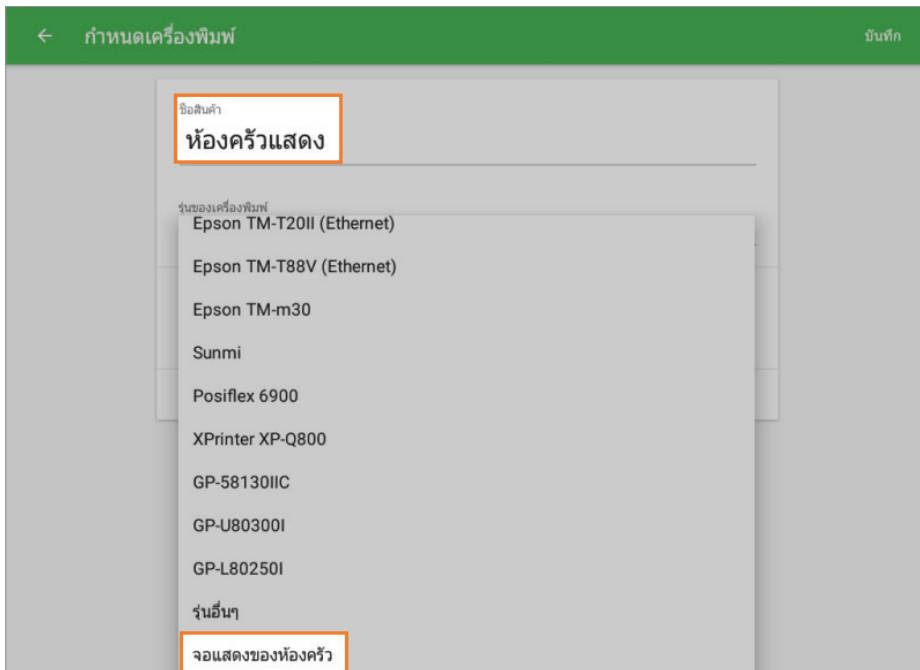 กำหนดเครื่องพิมพ์
บันทึก
ชื่อสินค้า
ห้องครัวแสดง
รุ่นของเครื่องพิมพ์
Epson TM-T20II (Ethernet)
Epson TM-T88V (Ethernet)
Epson TM-m30
Sunmi
Posiflex 6900
XPrinter XP-Q800
GP-58130IIC
GP-U80300I
GP-L80250I
รุ่นอื่นๆ
จอแสดงของห้องครัว